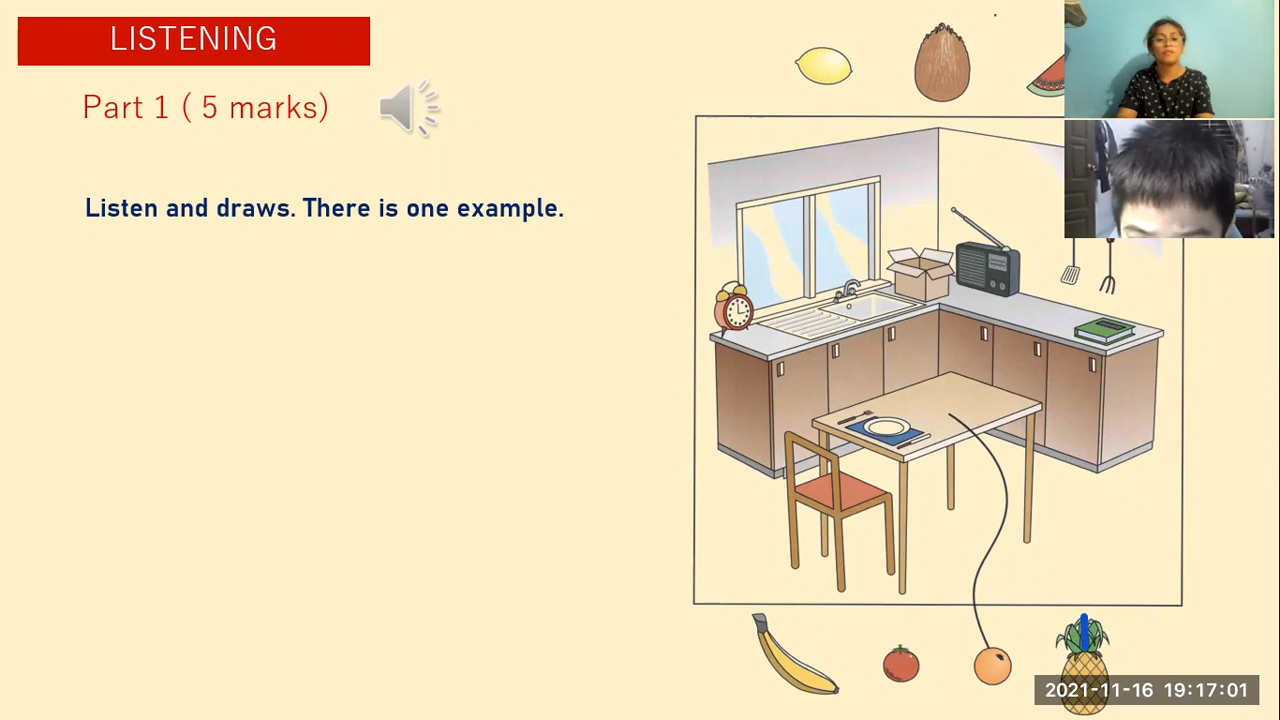 LISTENING
Part 1 ( 5 marks)
Listen and draws. There is one example.
2021-11-16 19:17:01